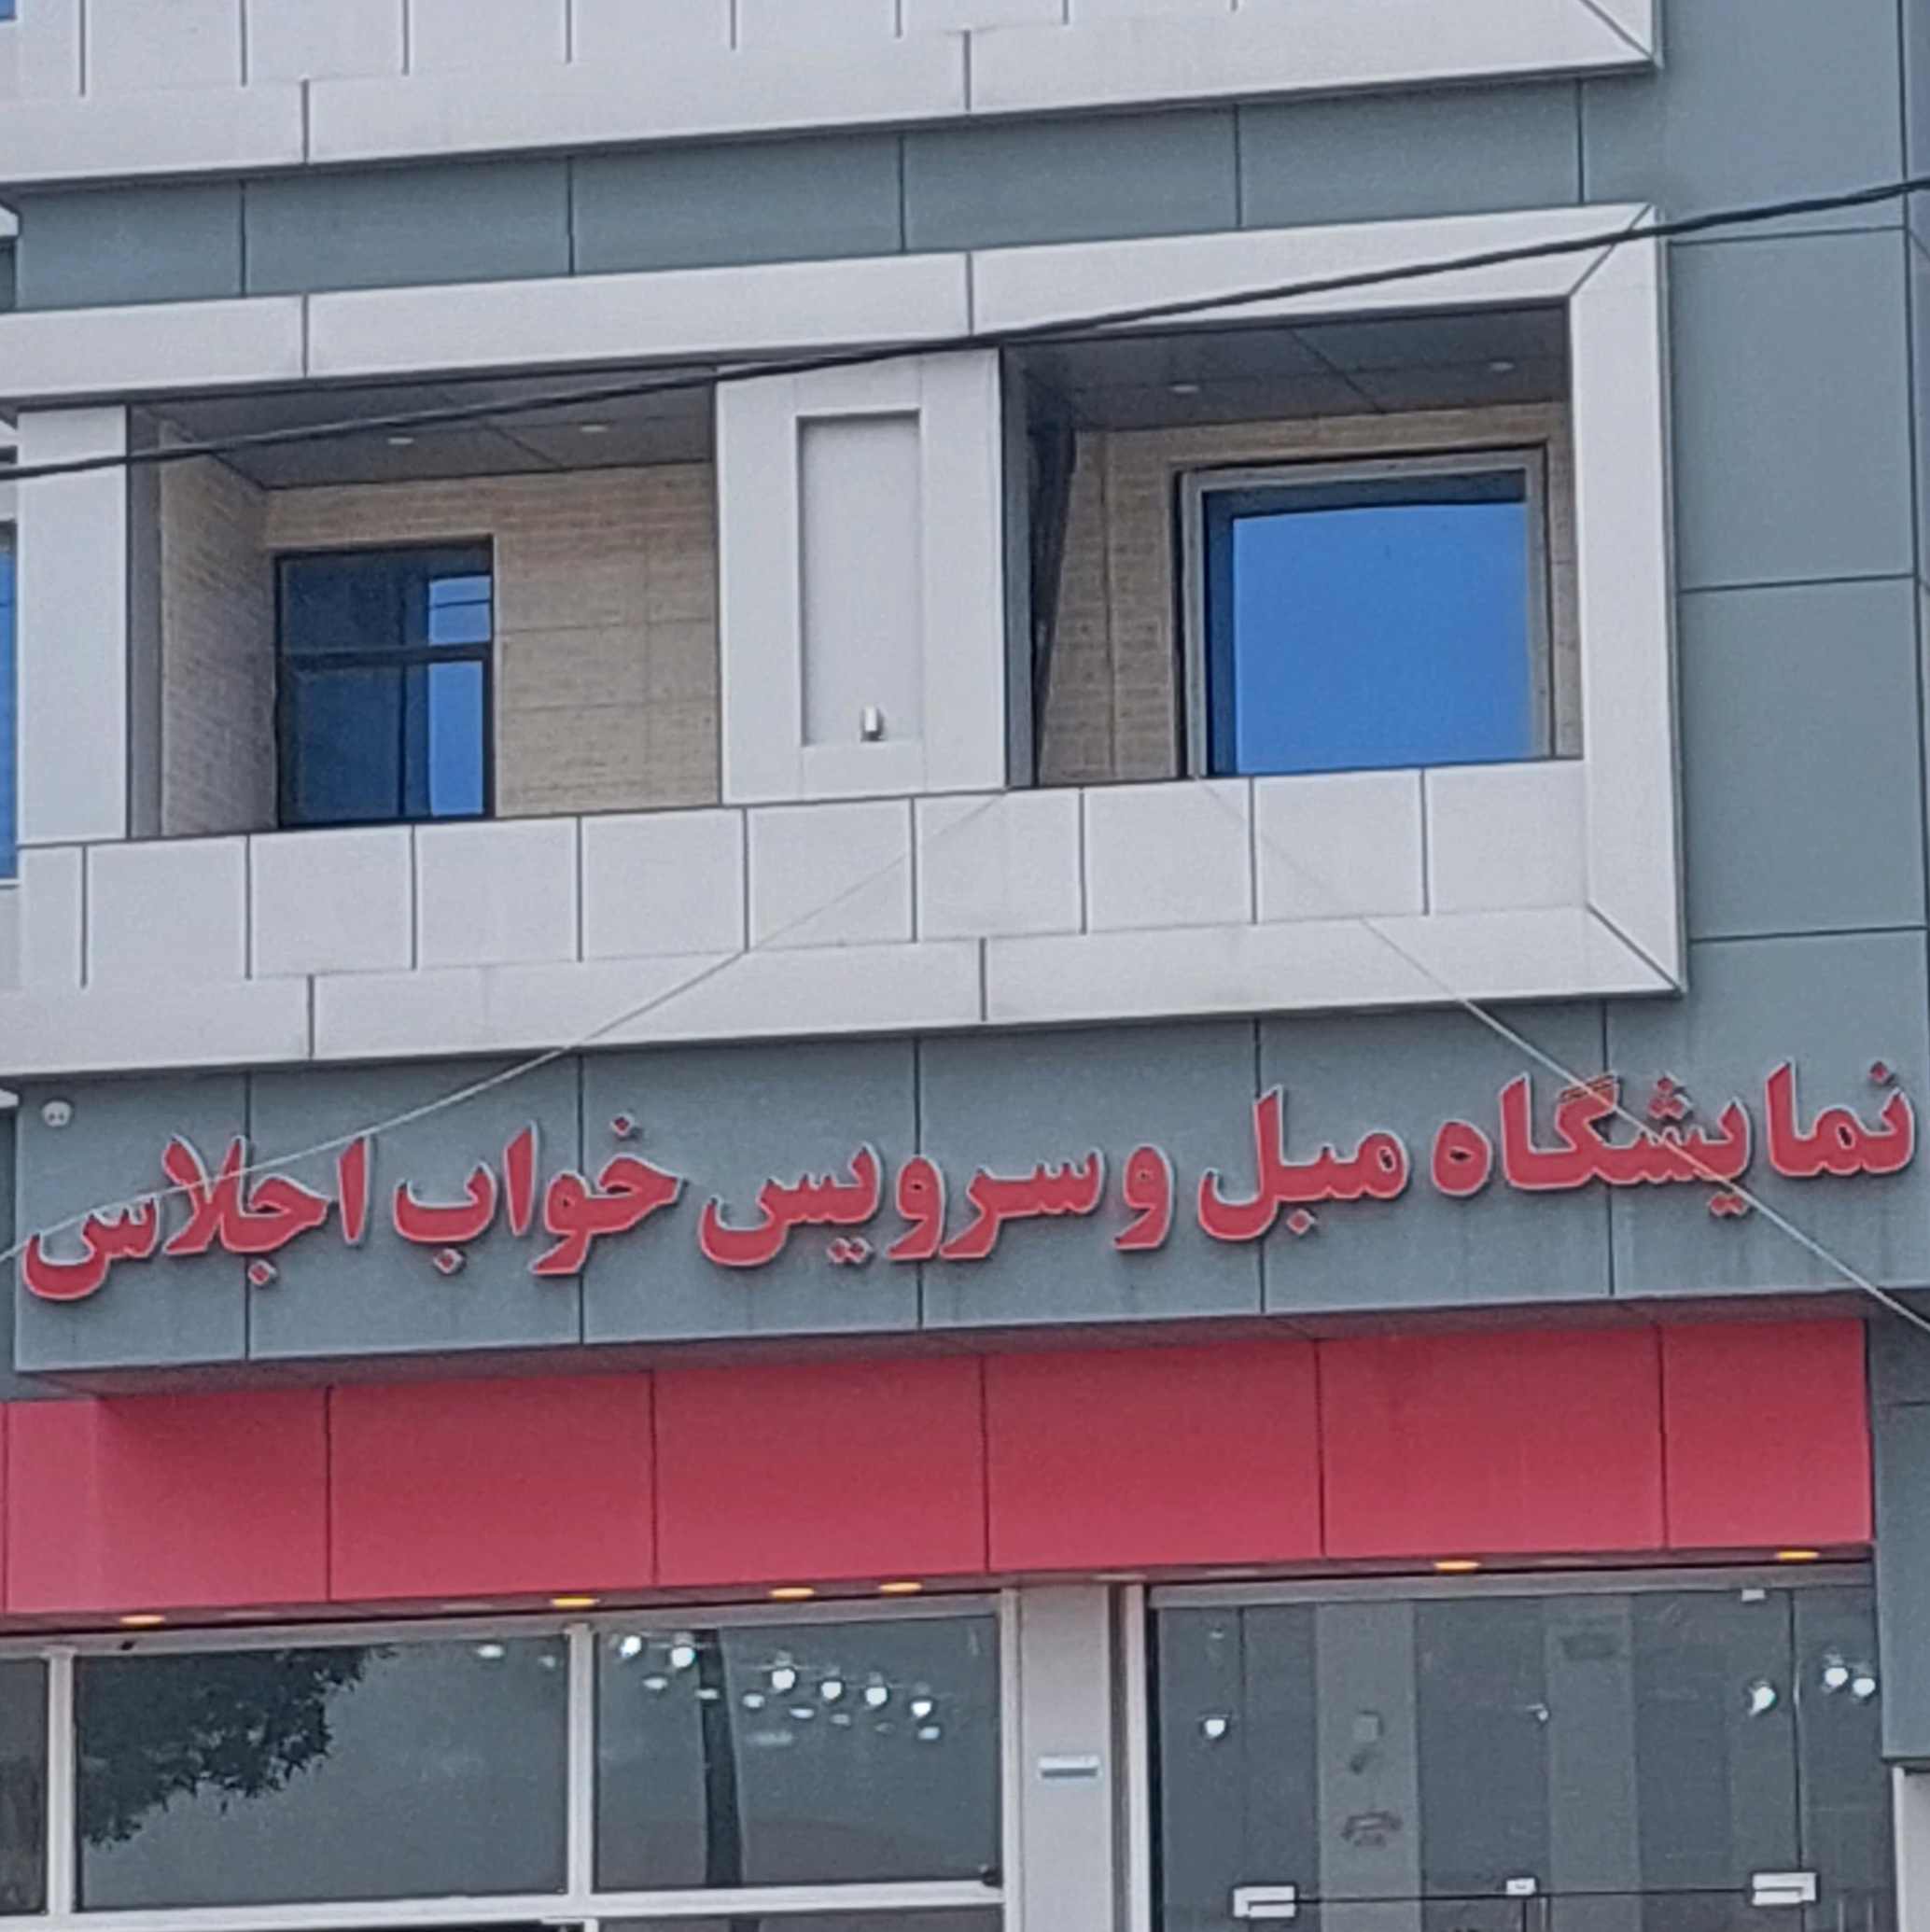 نمایشگاه مبل و سرویس خواب اجلاس